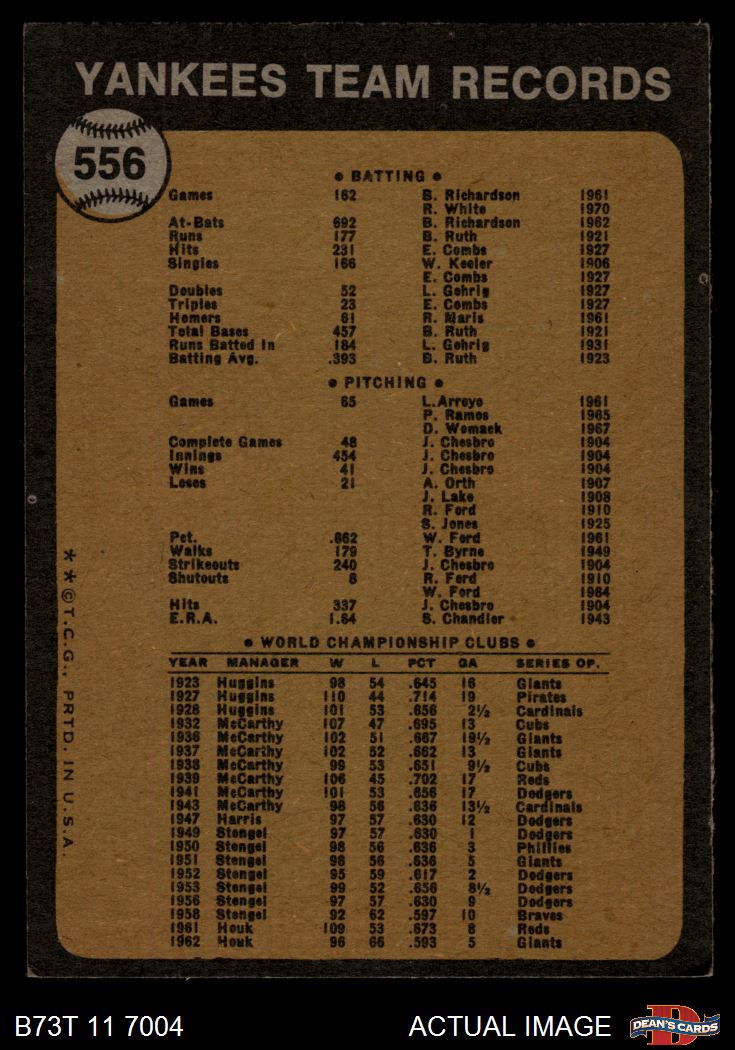 YANKEES TEAM RECORDS
556
• BATTING •
Games 162 B. Richardson 1961
R. White 1970
At-Bats 692 B. Richardson 1962
Runs 177 B. Ruth 1921
Hits 231 E. Combs 1927
Singles 166 W. Keeler 1906
E. Combs 1927
Doubles 52 L. Gehrig 1927
Triples 23 E. Combs 1927
Homers 61 R. Maris 1961
Total Bases 457 B. Ruth 1921
Runs Batted In 184 L. Gehrig 1931
Batting Avg. .393 B. Ruth 1923
• PITCHING •
Games 65 L. Arroyo 1961
P. Ramos 1965
D. Womack 1967
Complete Games 48 J. Chesbro 1904
Innings 454 J. Chesbro 1904
Wins 41 J. Chesbro 1904
Loses 21 A. Orth 1907
J. Lake 1908
R. Ford 1910
S. Jones 1925
Pct. .862 W. Ford 1961
Walks 179 T. Byrne 1949
Strikeouts 240 J. Chesbro 1904
Shutouts 8 R. Ford 1910
W. Ford 1964
Hits 337 J. Chesbro 1904
E.R.A. 1.64 S. Chandler 1943
• WORLD CHAMPIONSHIP CLUBS •
YEAR MANAGER W L PCT GA SERIES OP.
1923 Huggins 98 54 .645 16 Giants
1927 Huggins 110 44 .714 19 Pirates
1928 Huggins 101 53 .656 2½ Cardinals
1932 McCarthy 107 47 .695 13 Cubs
1936 McCarthy 102 51 .667 19½ Giants
1937 McCarthy 102 52 .662 13 Giants
1938 McCarthy 99 53 .651 9½ Cubs
1939 McCarthy 106 45 .702 17 Reds
1941 McCarthy 101 53 .656 17 Dodgers
1943 McCarthy 98 56 .636 13½ Cardinals
1947 Harris 97 57 .630 12 Dodgers
1949 Stengel 97 57 .630 1 Dodgers
1950 Stengel 98 56 .636 3 Phillies
1951 Stengel 98 56 .636 5 Giants
1952 Stengel 95 59 .617 2 Dodgers
1953 Stengel 99 52 .656 8½ Dodgers
1956 Stengel 97 57 .630 9 Dodgers
1958 Stengel 92 62 .597 10 Braves
1961 Houk 109 53 .673 8 Reds
1962 Houk 96 66 .593 5 Giants
**©T.C.G., PRTD. IN U.S.A.
B73T 11 7004 ACTUAL IMAGE
DEAN'S CARDS